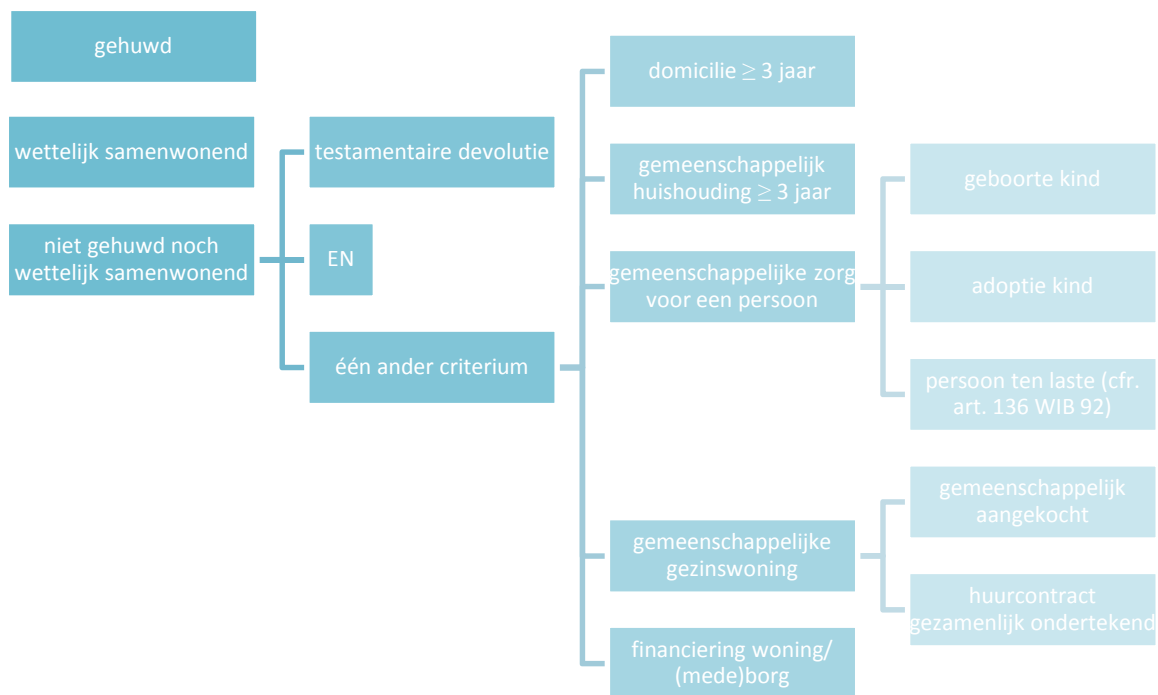 gehuwd
wettelijk samenwonend
niet gehuwd noch
wettelijk samenwonend
testamentaire devolutie
EN
één ander criterium
domicilie ≥ 3 jaar
gemeenschappelijk
huishouding ≥ 3 jaar
gemeenschappelijke zorg
voor een persoon
geboorte kind
adoptie kind
persoon ten laste (cfr.
art. 136 WIB 92)
gemeenschappelijke
gezinswoning
gemeenschappelijk
aangekocht
huurcontract
gezamenlijk ondertekend
financiering woning/
(mede)borg